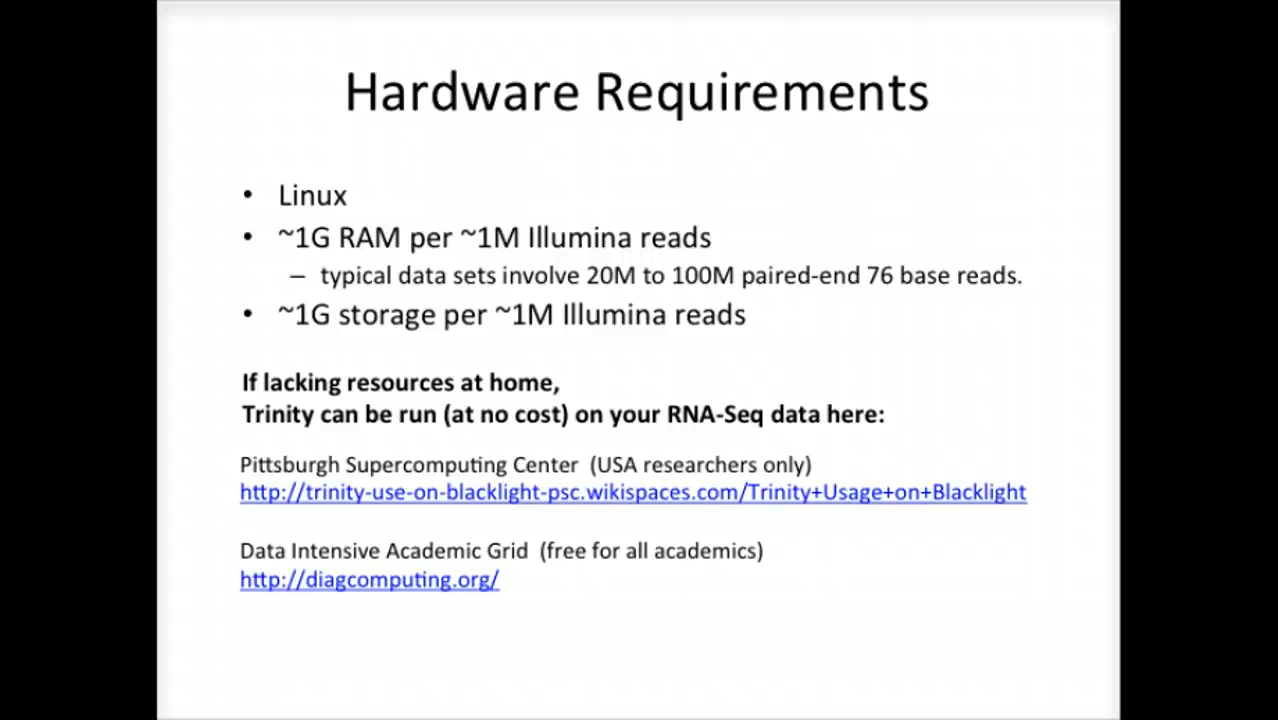 Hardware Requirements
• Linux
• ~1G RAM per ~1M Illumina reads
– typical data sets involve 20M to 100M paired-end 76 base reads.
• ~1G storage per ~1M Illumina reads
If lacking resources at home,
Trinity can be run (at no cost) on your RNA-Seq data here:
Pittsburgh Supercomputing Center (USA researchers only)
http://trinity-use-on-blacklight-psc.wikispaces.com/Trinity+Usage+on+Blacklight
Data Intensive Academic Grid (free for all academics)
http://diagcomputing.org/